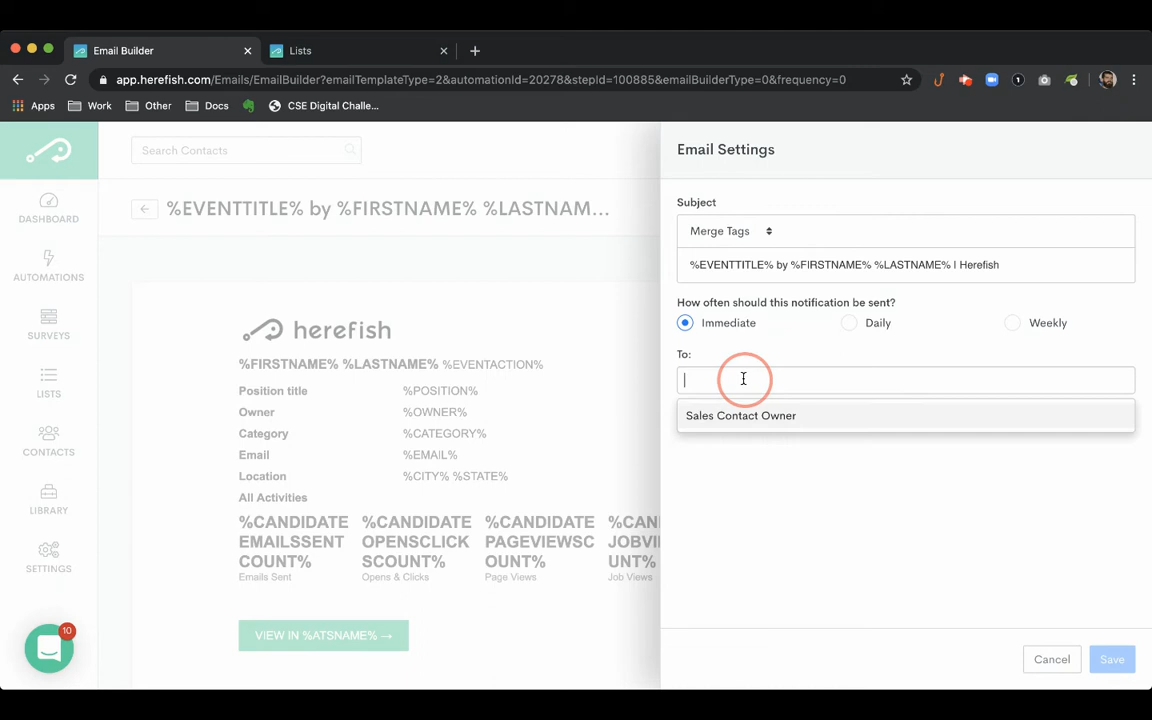 Email Builder
Lists
app.herefish.com/Emails/EmailBuilder?emailTemplateType=2&automationId=20278&stepId=100885&emailBuilderType=0&frequency=0
Apps Work Other Docs CSE Digital Challe...
Search Contacts
Email Settings
DASHBOARD
AUTOMATIONS
SURVEYS
LISTS
CONTACTS
LIBRARY
SETTINGS
10
%EVENTTITLE% by %FIRSTNAME% %LASTNAM...
herefish
%FIRSTNAME% %LASTNAME% %EVENTACTION%
Position title %POSITION%
Owner %OWNER%
Category %CATEGORY%
Email %EMAIL%
Location %CITY% %STATE%
All Activities
%CANDIDATE %CANDIDATE %CANDIDATE %CAN
EMAILSSENT OPENSCLICK PAGEVIEWSC JOBVI
COUNT% SCOUNT% OUNT% UNT%
Emails Sent Opens & Clicks Page Views Job Views
VIEW IN %ATSNAME% →
Subject
Merge Tags
%EVENTTITLE% by %FIRSTNAME% %LASTNAME% | Herefish
How often should this notification be sent?
Immediate Daily Weekly
To:
Sales Contact Owner
Cancel Save